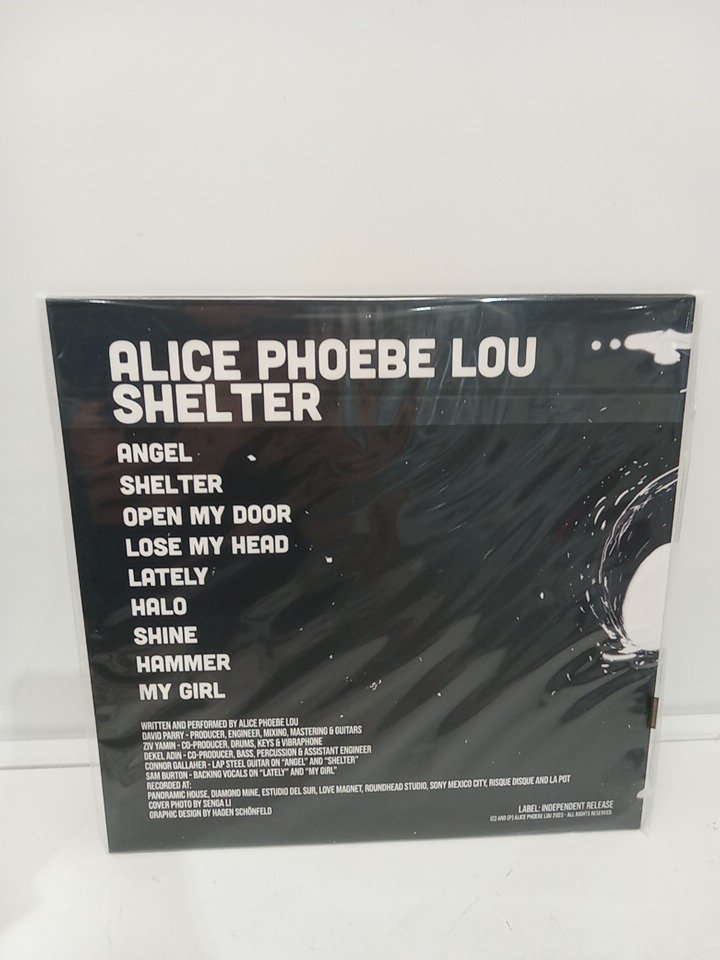 ALICE PHOEBE LOU
SHELTER
ANGEL
SHELTER
OPEN MY DOOR
LOSE MY HEAD
LATELY
HALO
SHINE
HAMMER
MY GIRL
WRITTEN AND PERFORMED BY ALICE PHOEBE LOU
DAVID PARRY - PRODUCER, ENGINEER, MIXING, MASTERING & GUITARS
ZIV YAMIN - CO-PRODUCER, DRUMS, KEYS & VIBRAPHONE
DEKEL ADIN - CO-PRODUCER, BASS, PERCUSSION & ASSISTANT ENGINEER
CONNOR GALLAHER - LAP STEEL GUITAR ON "ANGEL" AND "SHELTER"
SAM BURTON - BACKING VOCALS ON "LATELY" AND "MY GIRL"
RECORDED AT:
PANORAMIC HOUSE, DIAMOND MINE, ESTUDIO DEL SUR, LOVE MAGNET, ROUNDHEAD STUDIO, SONY MEXICO CITY, RISQUE DISQUE AND LA POT
COVER PHOTO BY SENGA LI
GRAPHIC DESIGN BY HAGEN SCHÖNFELD
LABEL: INDEPENDENT RELEASE
(C) AND (P) ALICE PHOEBE LOU 2023 - ALL RIGHTS RESERVED